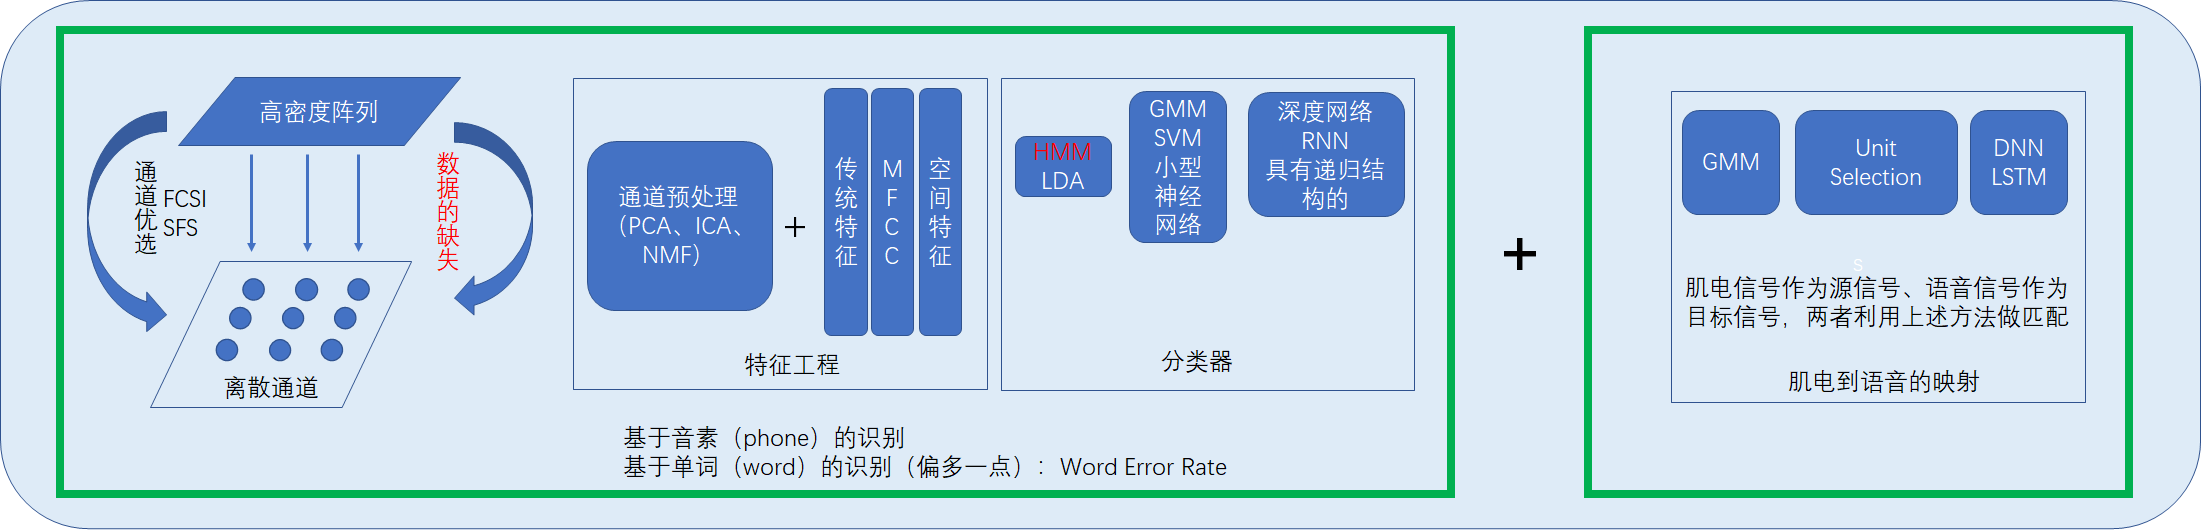 高密度阵列
通道优选
FCSI
SFS
数据的缺失
离散通道
通道预处理
（PCA、ICA、
NMF）
+
传统特征
MFCC
空间特征
特征工程
HMM
LDA
GMM
SVM
小型
神经
网络
深度网络
RNN
具有递归结
构的
分类器
基于音素（phone）的识别
基于单词（word）的识别（偏多一点）：Word Error Rate
+
GMM
Unit
Selection
DNN
LSTM
s
肌电信号作为源信号、语音信号作为
目标信号，两者利用上述方法做匹配
肌电到语音的映射